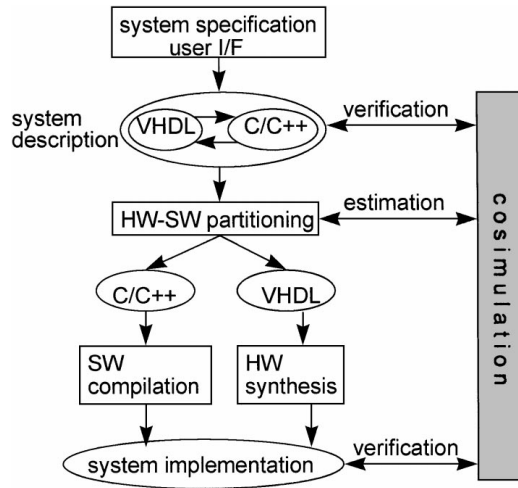 system specification
user I/F
system
description
VHDL
C/C++
verification
HW-SW partitioning
estimation
C/C++
VHDL
SW
compilation
HW
synthesis
system implementation
verification
cosimulation